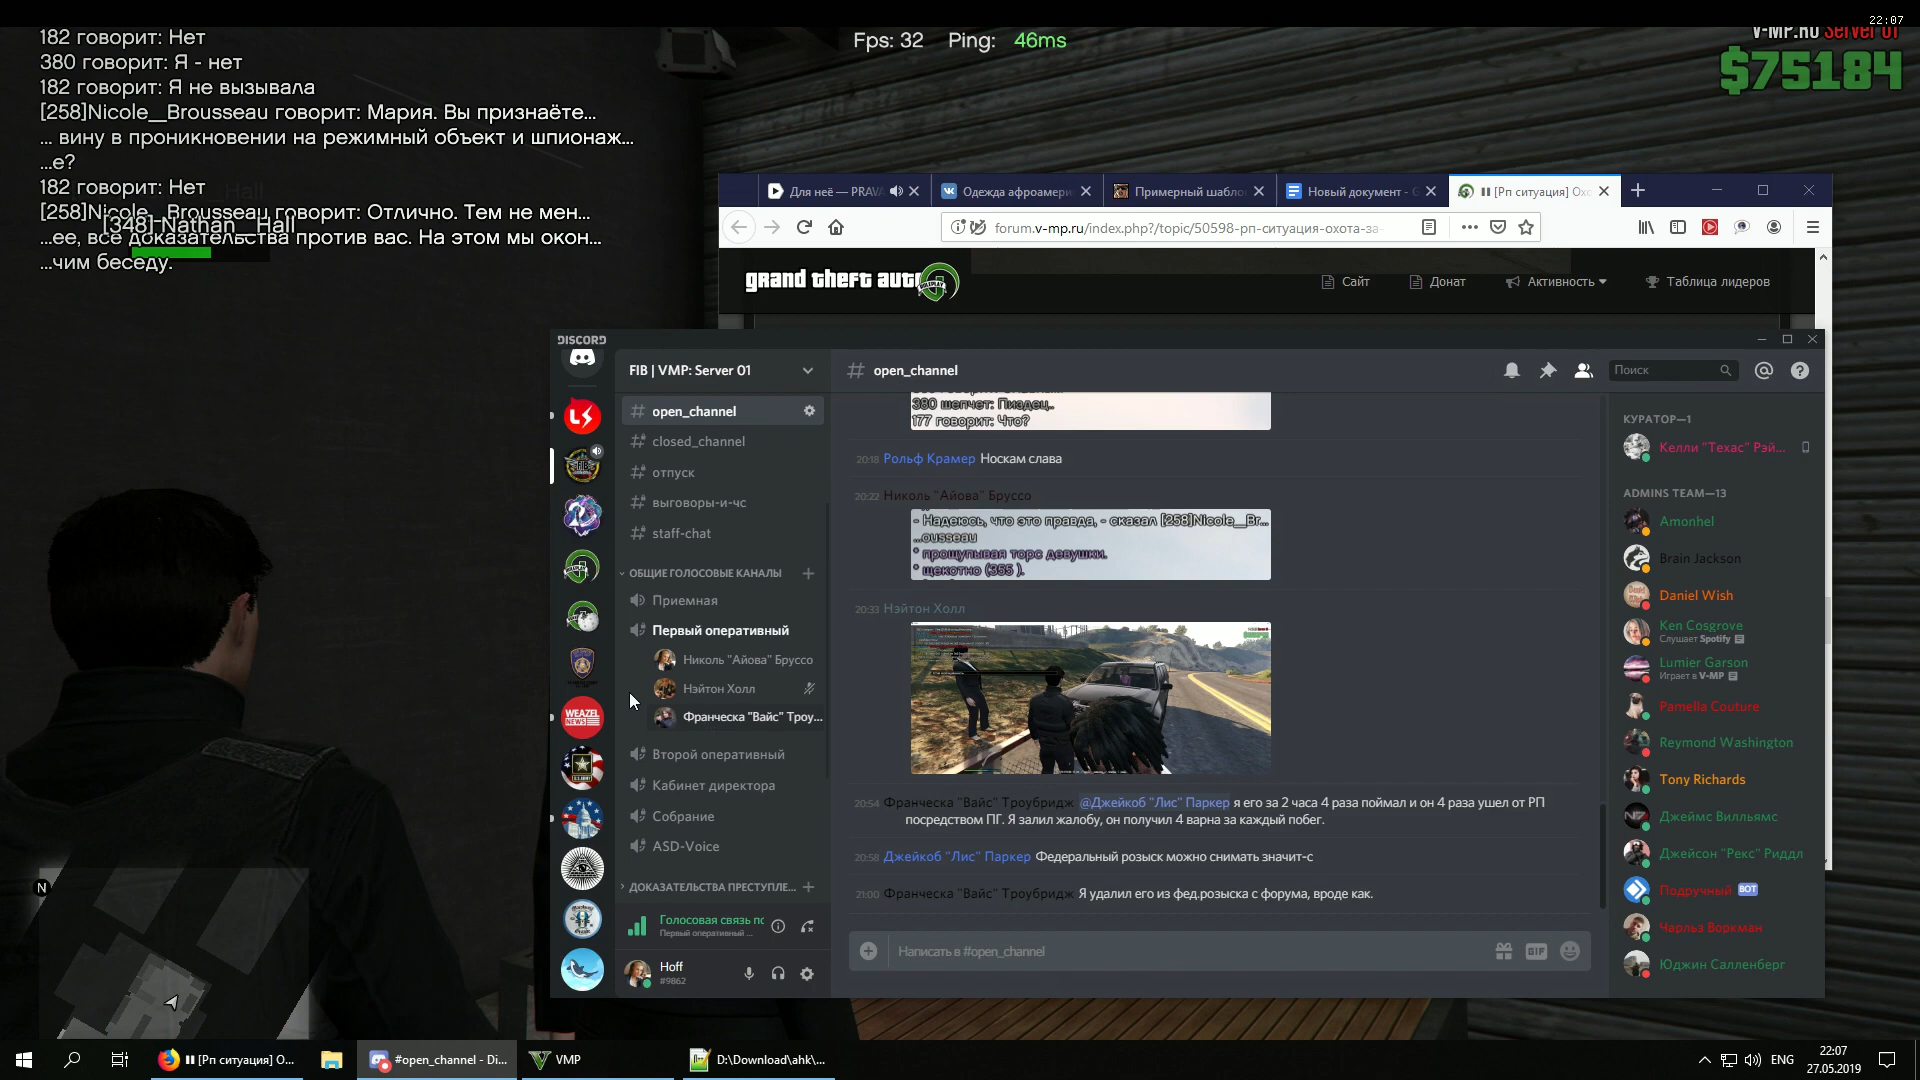 22:07
182 говорит: Нет
380 говорит: Я - нет
182 говорит: Я не вызывала
[258]Nicole_Brousseau говорит: Мария. Вы признаёте...
... вину в проникновении на режимный объект и шпионаж...
...е?
182 говорит: Нет
[258]Nicole_Brousseau говорит: Отлично. Тем не мен...
[348]-Nathan_Hall
...ее, все доказательства против вас. На этом мы окон...
...чим беседу.
Fps: 32 Ping: 46ms
V-MP.RU Server 01
$75184
Для неё — PRAV
Одежда афроамери
Примерный шабло
Новый документ - G
[Рп ситуация] Охо
forum.v-mp.ru/index.php?/topic/50598-рп-ситуация-охота-за-
grand theft auto
Сайт
Донат
Активность
Таблица лидеров
DISCORD
FIB | VMP: Server 01
open_channel
closed_channel
отпуск
выговоры-и-чс
staff-chat
ОБЩИЕ ГОЛОСОВЫЕ КАНАЛЫ
Приемная
Первый оперативный
Николь "Айова" Бруссо
Нэйтон Холл
Франческа "Вайс" Троу...
Второй оперативный
Кабинет директора
Собрание
ASD-Voice
ДОКАЗАТЕЛЬСТВА ПРЕСТУПЛЕ...
Голосовая связь по
Первый оперативный ...
Hoff
#9862
WEAZEL NEWS
open_channel
Поиск
380 шепчет: Пиздец..
177 говорит: Что?
20:18 Рольф Крамер Носкам слава
20:22 Николь "Айова" Бруссо
- Надеюсь, что это правда, - сказал [258]Nicole_Br...
...ousseau
* прощупывая торс девушки.
* щекотно (355 ).
20:33 Нэйтон Холл
20:54 Франческа "Вайс" Троубридж @Джейкоб "Лис" Паркер я его за 2 часа 4 раза поймал и он 4 раза ушел от РП
посредством ПГ. Я залил жалобу, он получил 4 варна за каждый побег.
20:58 Джейкоб "Лис" Паркер Федеральный розыск можно снимать значит-с
21:00 Франческа "Вайс" Троубридж Я удалил его из фед.розыска с форума, вроде как.
Написать в #open_channel
GIF
КУРАТОР—1
Келли "Техас" Рэй...
ADMINS TEAM—13
Amonhel
Brain Jackson
Daniel Wish
Ken Cosgrove
Слушает Spotify
Lumier Garson
Играет в V-MP
Pamella Couture
Reymond Washington
Tony Richards
Джеймс Вилльямс
Джейсон "Рекс" Риддл
Подручный BOT
Чарльз Воркман
Юджин Салленберг
N
[Рп ситуация] О...
#open_channel - Di...
VMP
D:\Download\ahk\...
ENG
22:07
27.05.2019